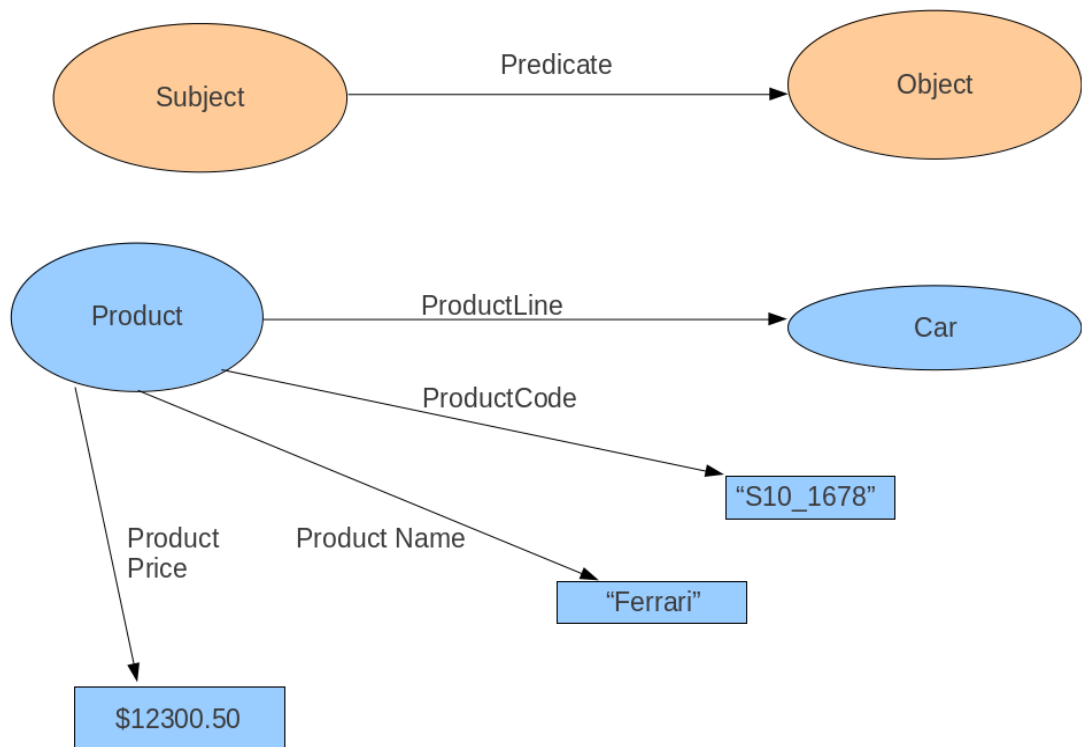 Predicate
Subject
Object
Product
ProductLine
Car
ProductCode
“S10_1678”
Product
Price
Product Name
“Ferrari”
$12300.50